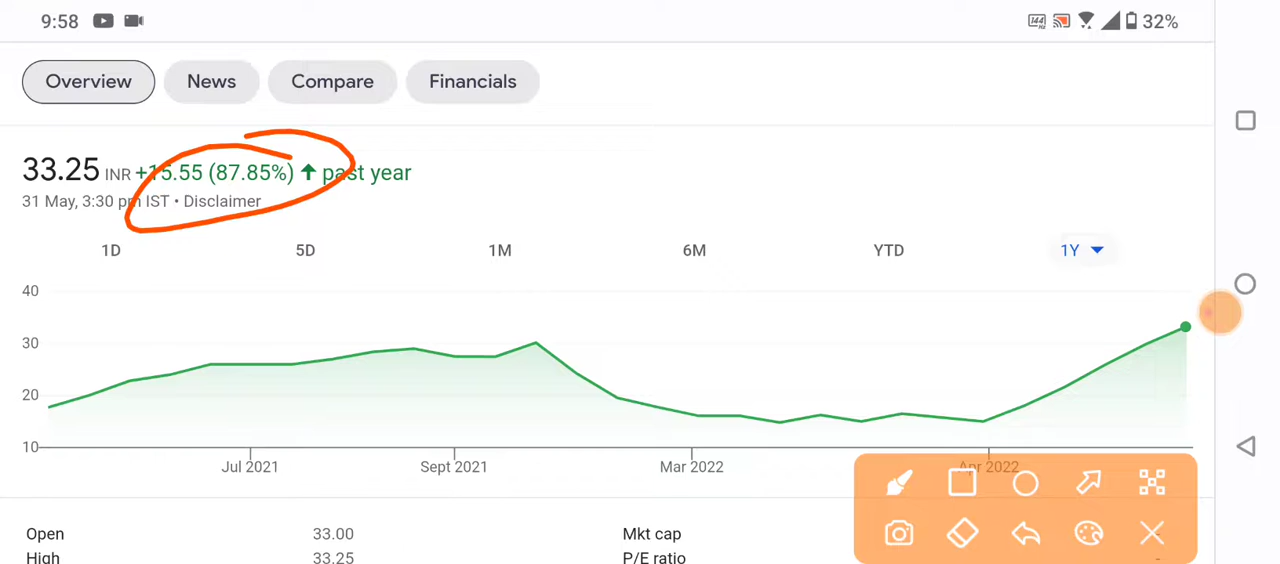 9:58 32%
Overview News Compare Financials
33.25 INR +15.55 (87.85%) past year
31 May, 3:30 pm IST • Disclaimer
1D 5D 1M 6M YTD 1Y
40
30
20
10
Jul 2021 Sept 2021 Mar 2022 Apr 2022
Open 33.00 Mkt cap
High 33.25 P/E ratio -